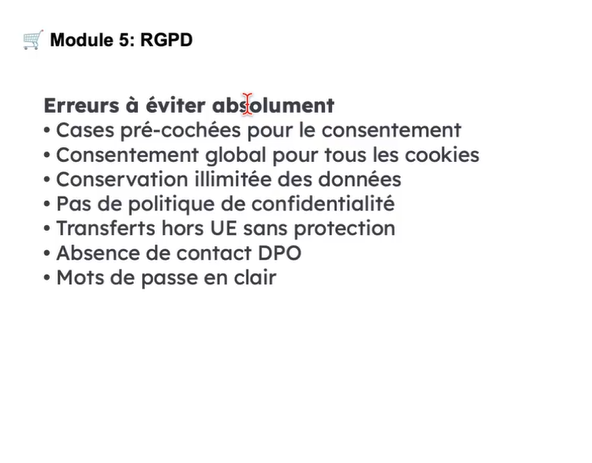 🛒 Module 5: RGPD
Erreurs à éviter absolument
• Cases pré-cochées pour le consentement
• Consentement global pour tous les cookies
• Conservation illimitée des données
• Pas de politique de confidentialité
• Transferts hors UE sans protection
• Absence de contact DPO
• Mots de passe en clair